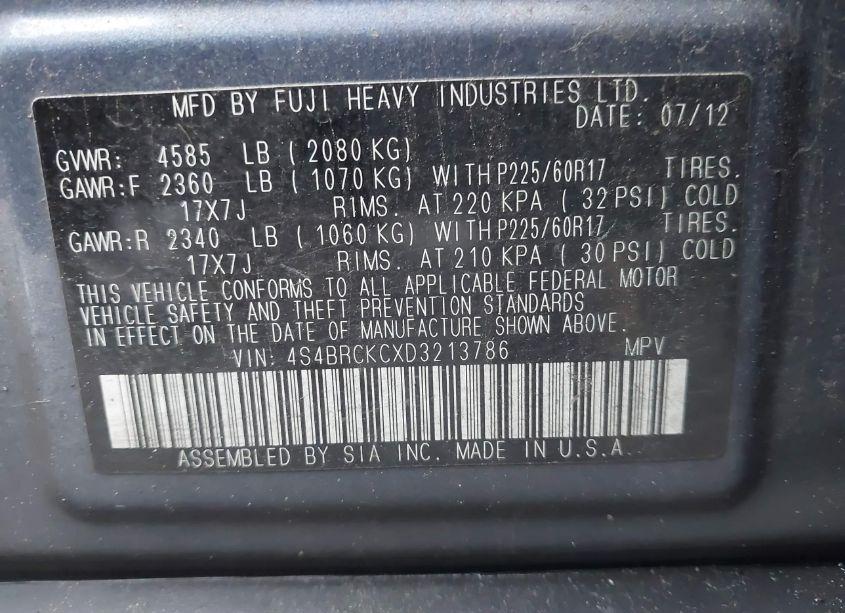 MFD BY FUJI HEAVY INDUSTRIES LTD.
DATE: 07/12
GVWR: 4585 LB ( 2080 KG)
GAWR:F 2360 LB ( 1070 KG) WITH P225/60R17 TIRES.
17X7J RIMS. AT 220 KPA ( 32 PSI) COLD
GAWR:R 2340 LB ( 1060 KG) WITH P225/60R17 TIRES.
17X7J RIMS. AT 210 KPA ( 30 PSI) COLD
THIS VEHICLE CONFORMS TO ALL APPLICABLE FEDERAL MOTOR
VEHICLE SAFETY AND THEFT PREVENTION STANDARDS
IN EFFECT ON THE DATE OF MANUFACTURE SHOWN ABOVE.
VIN: 4S4BRCKCXD3213786 MPV
ASSEMBLED BY SIA INC. MADE IN U.S.A.